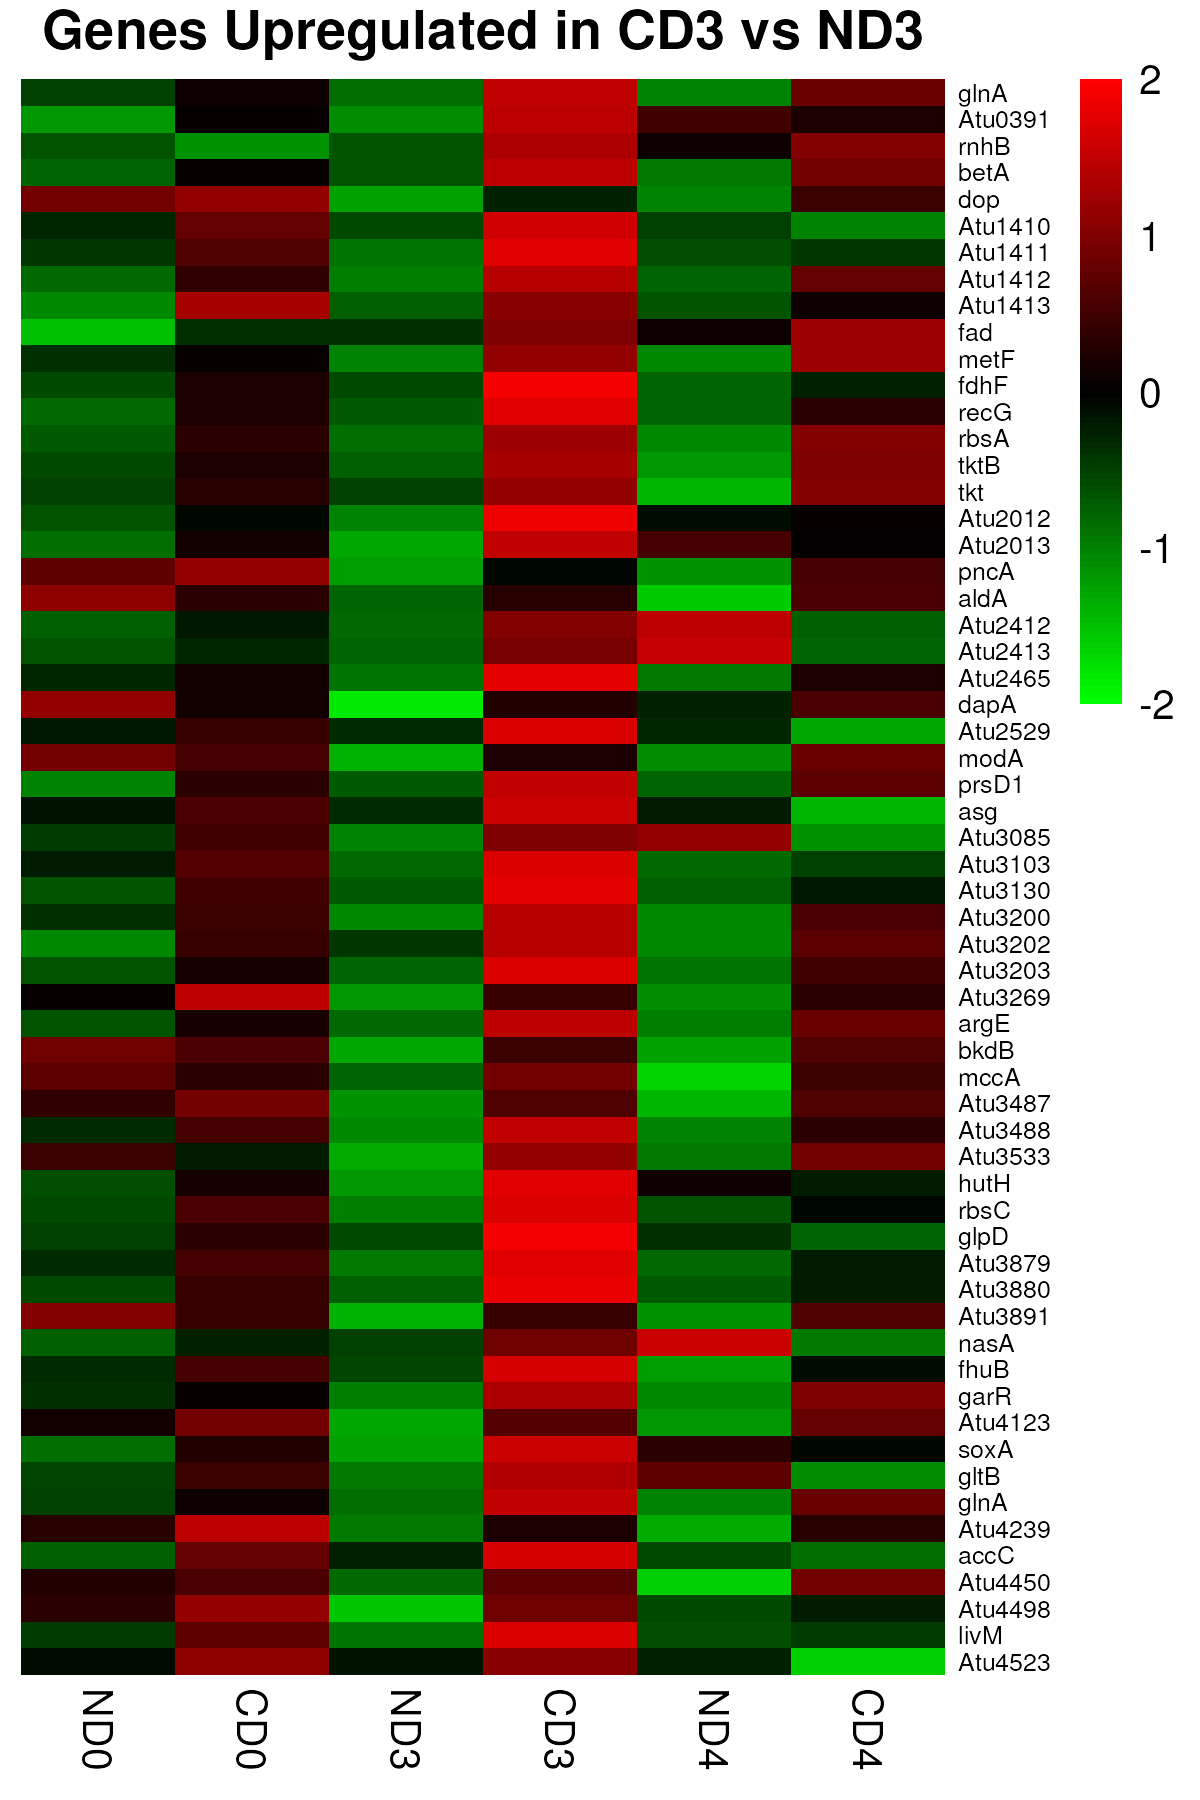 Genes Upregulated in CD3 vs ND3
glnA
Atu0391
rnhB
betA
dop
Atu1410
Atu1411
Atu1412
Atu1413
fad
metF
fdhF
recG
rbsA
tktB
tkt
Atu2012
Atu2013
pncA
aldA
Atu2412
Atu2413
Atu2465
dapA
Atu2529
modA
prsD1
asg
Atu3085
Atu3103
Atu3130
Atu3200
Atu3202
Atu3203
Atu3269
argE
bkdB
mccA
Atu3487
Atu3488
Atu3533
hutH
rbsC
glpD
Atu3879
Atu3880
Atu3891
nasA
fhuB
garR
Atu4123
soxA
gltB
glnA
Atu4239
accC
Atu4450
Atu4498
livM
Atu4523
2
1
0
-1
-2
ND0
CD0
ND3
CD3
ND4
CD4